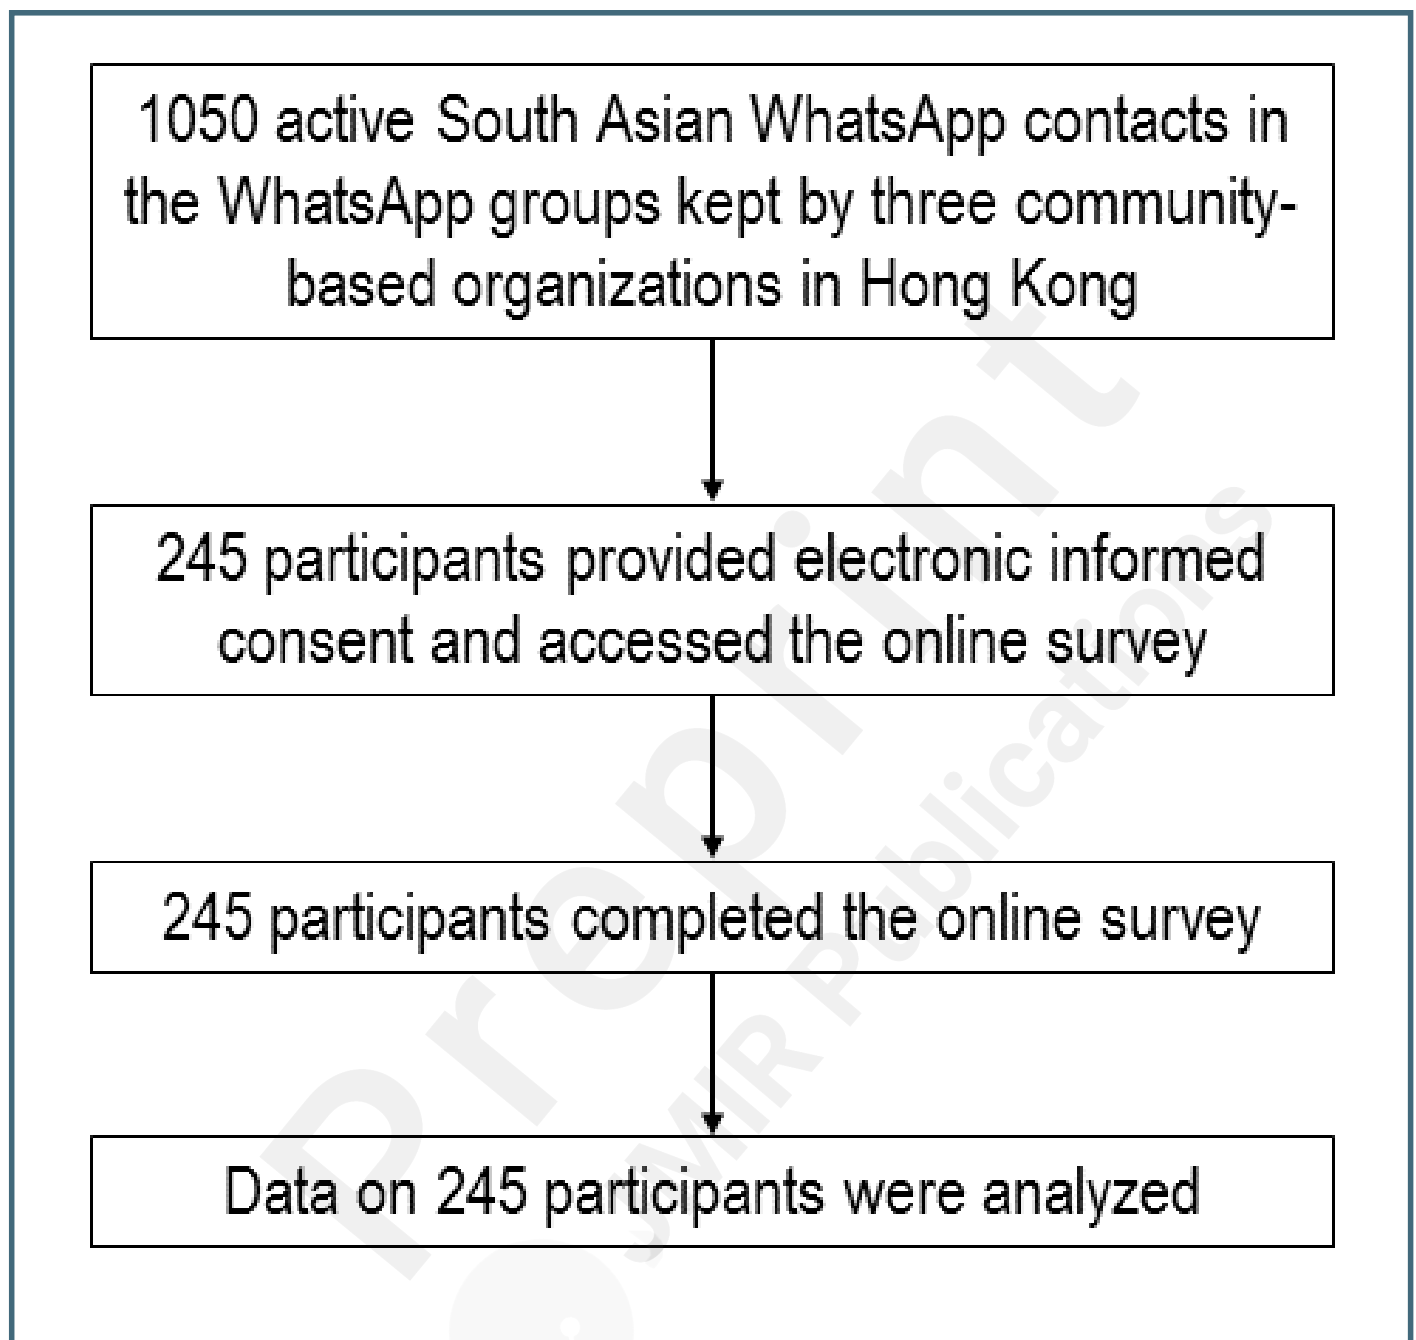 1050 active South Asian WhatsApp contacts in
the WhatsApp groups kept by three community-
based organizations in Hong Kong
245 participants provided electronic informed
consent and accessed the online survey
245 participants completed the online survey
Data on 245 participants were analyzed
Preprint
JMIR Publications